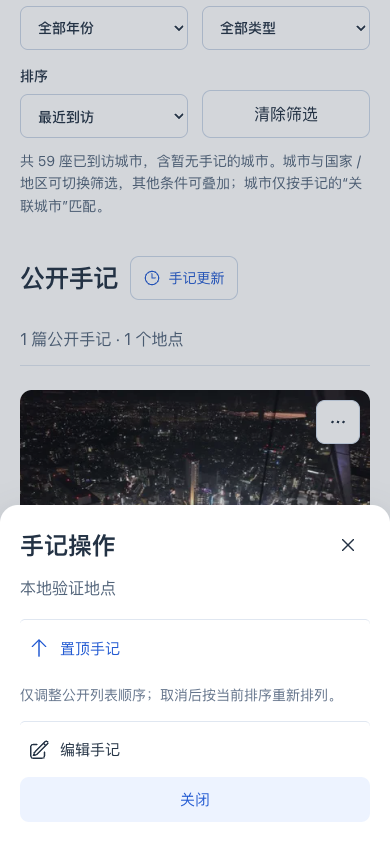 全部年份
全部类型
排序
最近到访
清除筛选
共 59 座已到访城市，含暂无手记的城市。城市与国家 /
地区可切换筛选，其他条件可叠加；城市仅按手记的“关
联城市”匹配。
公开手记
手记更新
1 篇公开手记 · 1 个地点
手记操作
本地验证地点
置顶手记
仅调整公开列表顺序；取消后按当前排序重新排列。
编辑手记
关闭